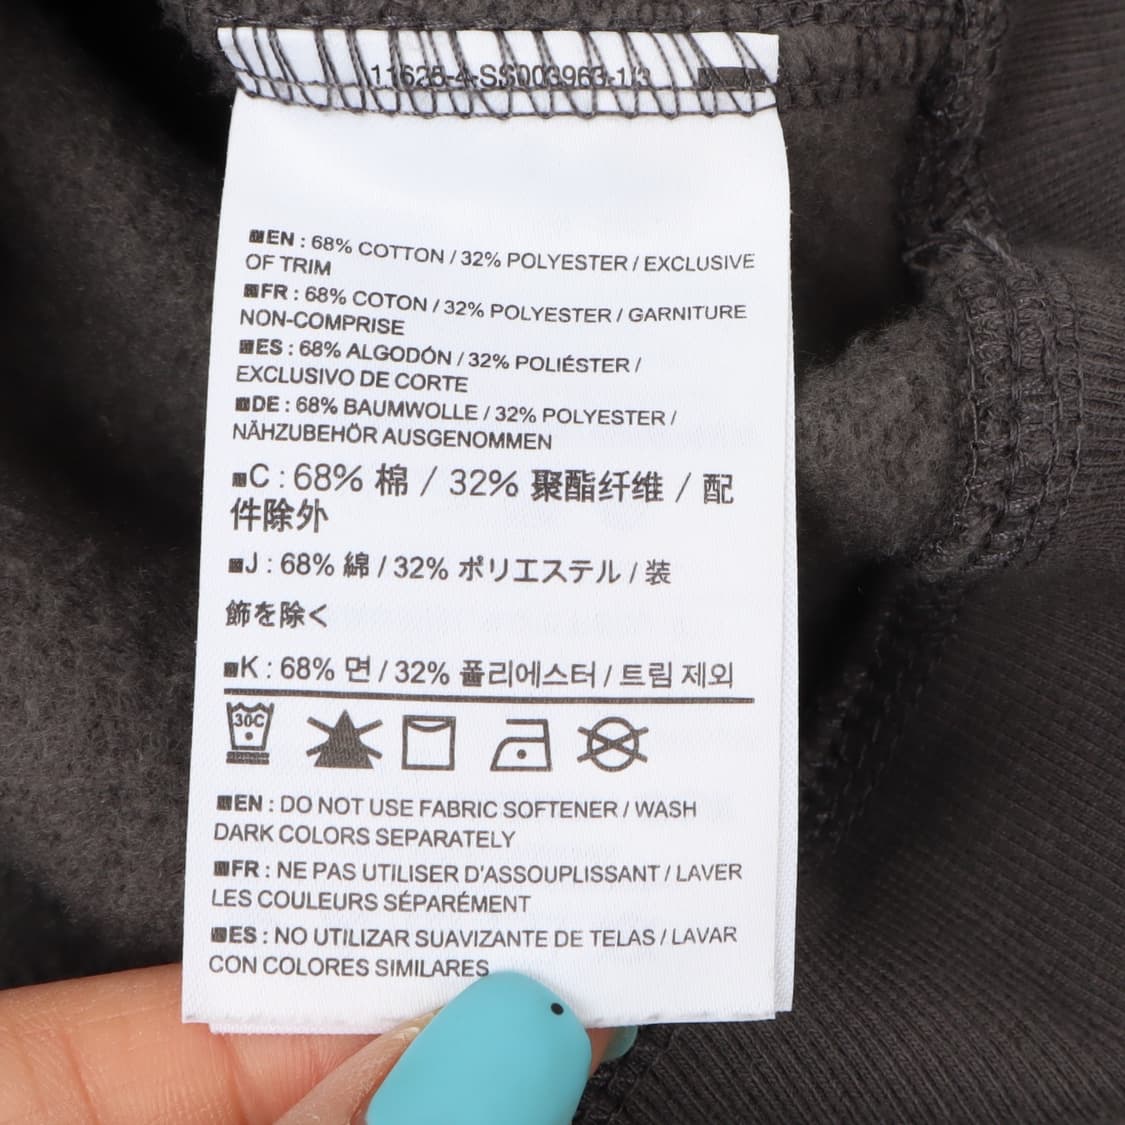 11628-4-SS003963-1/3
EN : 68% COTTON / 32% POLYESTER / EXCLUSIVE
OF TRIM
FR : 68% COTON / 32% POLYESTER / GARNITURE
NON-COMPRISE
ES : 68% ALGODÓN / 32% POLIÉSTER /
EXCLUSIVO DE CORTE
DE : 68% BAUMWOLLE / 32% POLYESTER /
NÄHZUBEHÖR AUSGENOMMEN
C : 68% 棉 / 32% 聚酯纤维 / 配
件除外
J : 68% 綿 / 32% ポリエステル / 装
飾を除く
K : 68% 면 / 32% 폴리에스터 / 트림 제외
30C
EN : DO NOT USE FABRIC SOFTENER / WASH
DARK COLORS SEPARATELY
FR : NE PAS UTILISER D'ASSOUPLISSANT / LAVER
LES COULEURS SÉPARÉMENT
ES : NO UTILIZAR SUAVIZANTE DE TELAS / LAVAR
CON COLORES SIMILARES